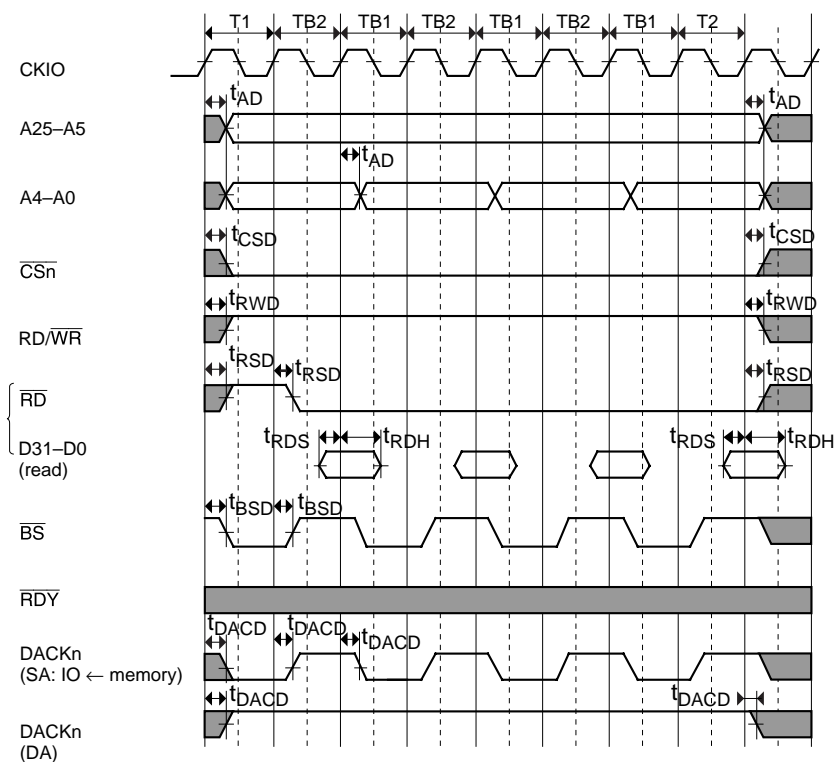 T1 TB2 TB1 TB2 TB1 TB2 TB1 T2
CKIO
tAD tAD
A25–A5
tAD
A4–A0
tCSD tCSD
CSn
tRWD tRWD
RD/WR
tRSD tRSD tRSD
RD
tRDS tRDH tRDS tRDH
D31–D0
(read)
tBSD tBSD
BS
RDY
tDACD tDACD tDACD
DACKn
(SA: IO ← memory)
tDACD tDACD
DACKn
(DA)